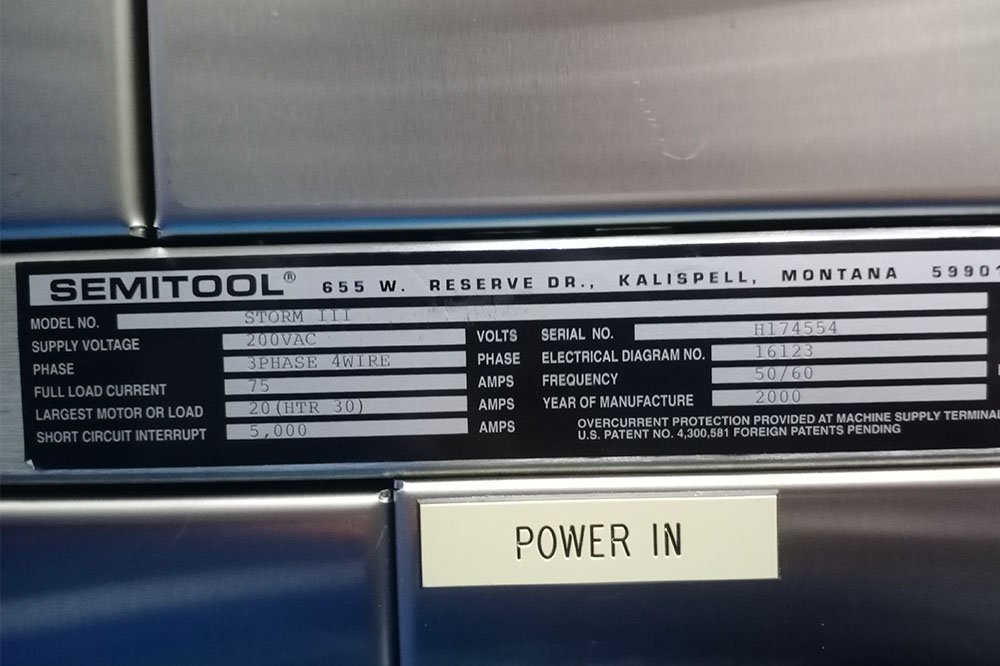 SEMITOOL® 655 W. RESERVE DR., KALISPELL, MONTANA 59901
MODEL NO. STORM III
SUPPLY VOLTAGE 200VAC VOLTS SERIAL NO. H174554
PHASE 3PHASE 4WIRE PHASE ELECTRICAL DIAGRAM NO. 16123
FULL LOAD CURRENT 75 AMPS FREQUENCY 50/60
LARGEST MOTOR OR LOAD 20(HTR 30) AMPS YEAR OF MANUFACTURE 2000
SHORT CIRCUIT INTERRUPT 5,000 AMPS OVERCURRENT PROTECTION PROVIDED AT MACHINE SUPPLY TERMINAL
U.S. PATENT NO. 4,300,581 FOREIGN PATENTS PENDING
POWER IN